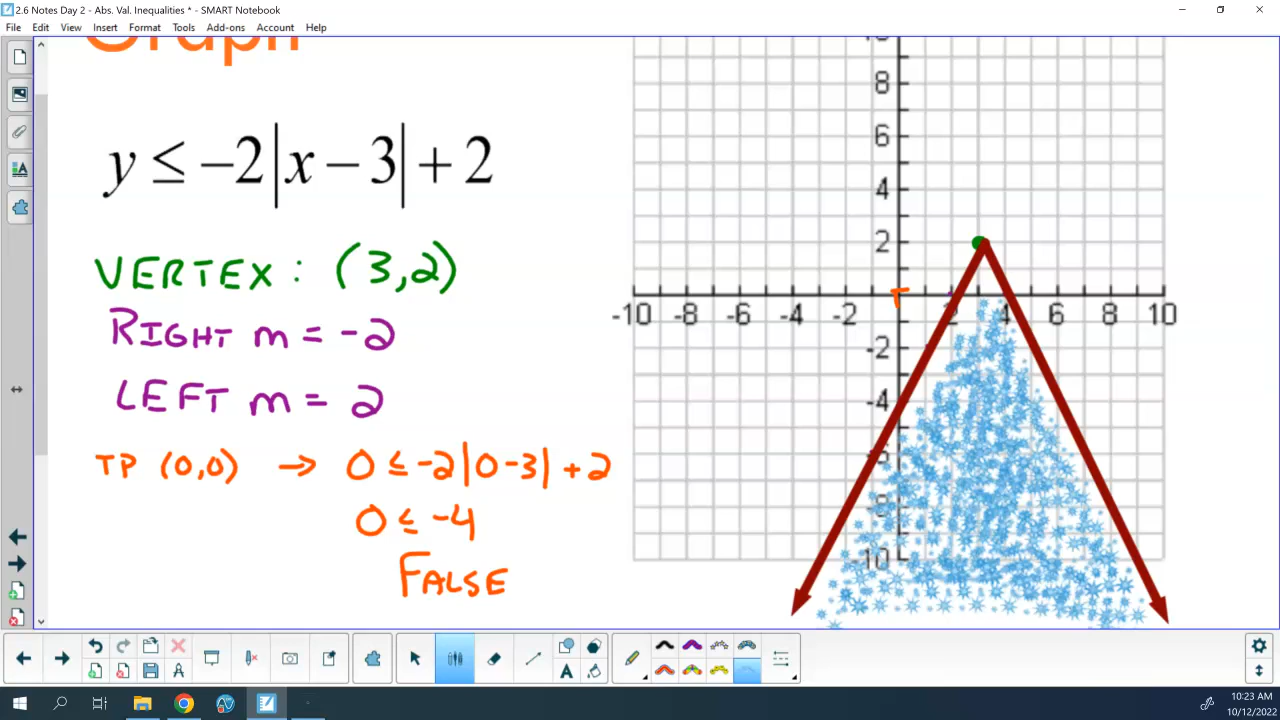 2.6 Notes Day 2 - Abs. Val. Inequalities * - SMART Notebook
File Edit View Insert Format Tools Add-ons Account Help
Graph
y ≤ −2|x − 3| + 2
VERTEX : (3,2)
RIGHT m = -2
LEFT m = 2
TP (0,0) → 0 ≤ -2|0-3| + 2
0 ≤ -4
FALSE
8
6
4
2
-10 -8 -6 -4 -2 2 4 6 8 10
-2
-4
-6
-8
-10
T
A
10:23 AM
10/12/2022